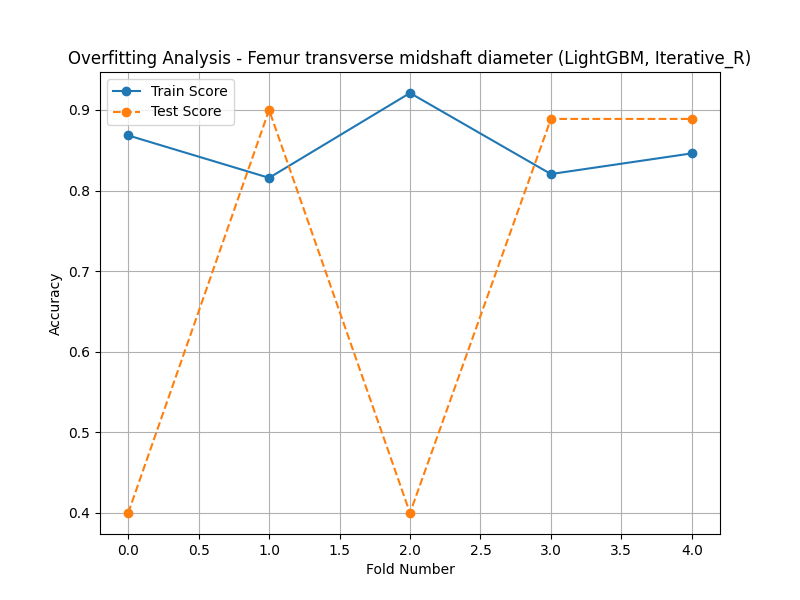 Overfitting Analysis - Femur transverse midshaft diameter (LightGBM, Iterative_R)
Train Score
Test Score
Accuracy
0.9
0.8
0.7
0.6
0.5
0.4
0.0 0.5 1.0 1.5 2.0 2.5 3.0 3.5 4.0
Fold Number